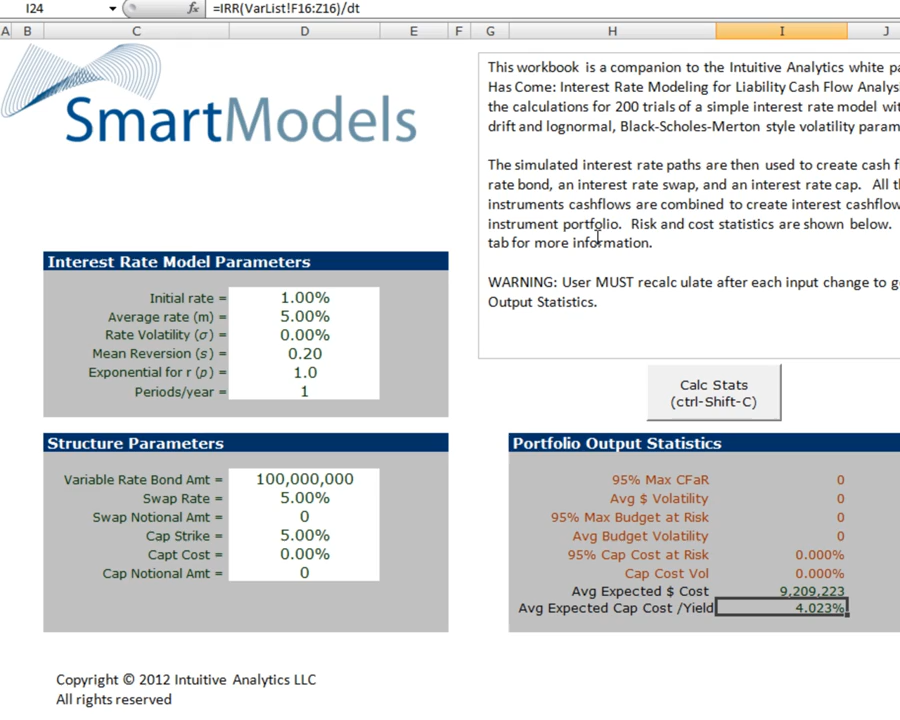 I24 fx =IRR(VarList!F16:Z16)/dt
A B C D E F G H I J
SmartModels
This workbook is a companion to the Intuitive Analytics white
Has Come: Interest Rate Modeling for Liability Cash Flow
the calculations for 200 trials of a simple interest rate model
drift and lognormal, Black-Scholes-Merton style volatility
The simulated interest rate paths are then used to create cash
rate bond, an interest rate swap, and an interest rate cap. All
instruments cashflows are combined to create interest
instrument portfolio. Risk and cost statistics are shown below.
tab for more information.
WARNING: User MUST recalc ulate after each input change to
Output Statistics.
Interest Rate Model Parameters
Initial rate = 1.00%
Average rate (m) = 5.00%
Rate Volatility (σ) = 0.00%
Mean Reversion (s) = 0.20
Exponential for r (p) = 1.0
Periods/year = 1
Calc Stats
(ctrl-Shift-C)
Structure Parameters
Variable Rate Bond Amt = 100,000,000
Swap Rate = 5.00%
Swap Notional Amt = 0
Cap Strike = 5.00%
Capt Cost = 0.00%
Cap Notional Amt = 0
Portfolio Output Statistics
95% Max CFaR 0
Avg $ Volatility 0
95% Max Budget at Risk 0
Avg Budget Volatility 0
95% Cap Cost at Risk 0.000%
Cap Cost Vol 0.000%
Avg Expected $ Cost 9,209,223
Avg Expected Cap Cost /Yield 4.023%
Copyright © 2012 Intuitive Analytics LLC
All rights reserved